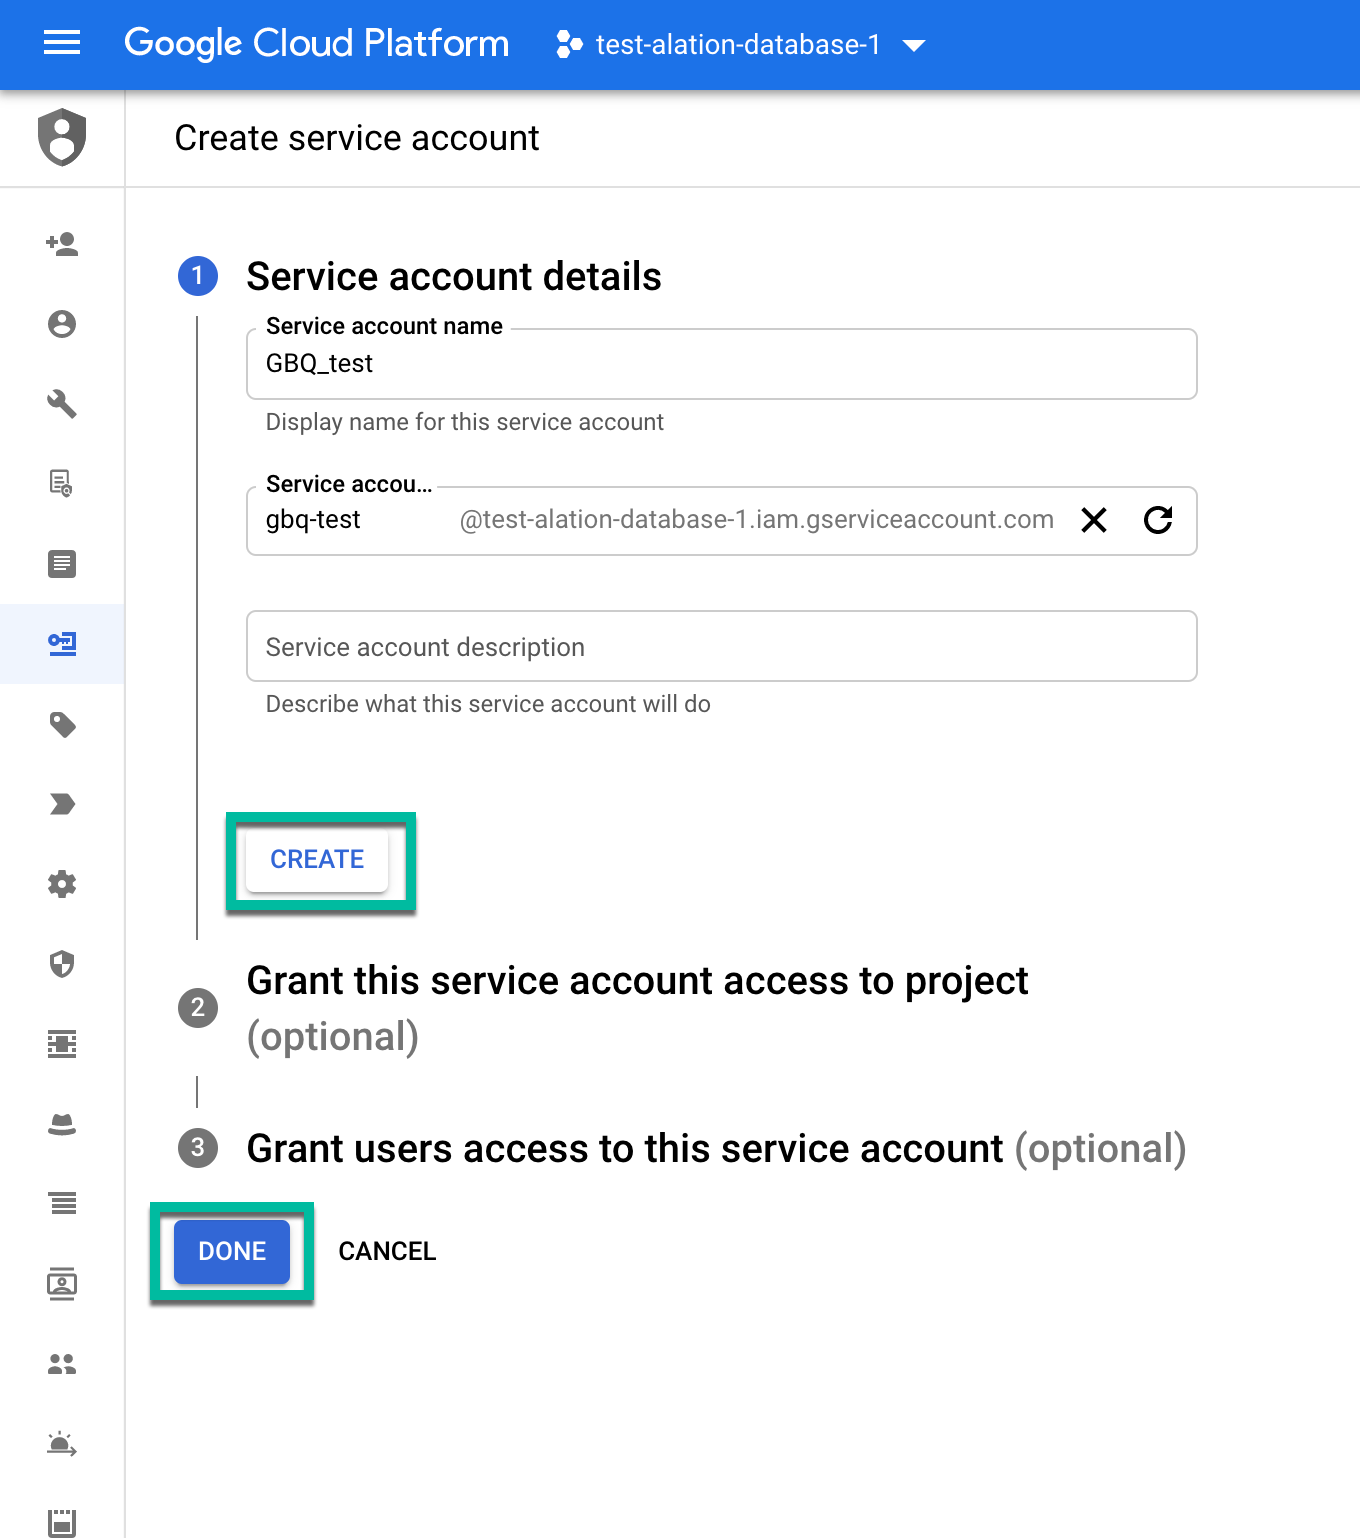 Google Cloud Platform test-alation-database-1
Create service account
1 Service account details
Service account name
GBQ_test
Display name for this service account
Service accou...
gbq-test @test-alation-database-1.iam.gserviceaccount.com
Service account description
Describe what this service account will do
CREATE
2 Grant this service account access to project
(optional)
3 Grant users access to this service account (optional)
DONE CANCEL